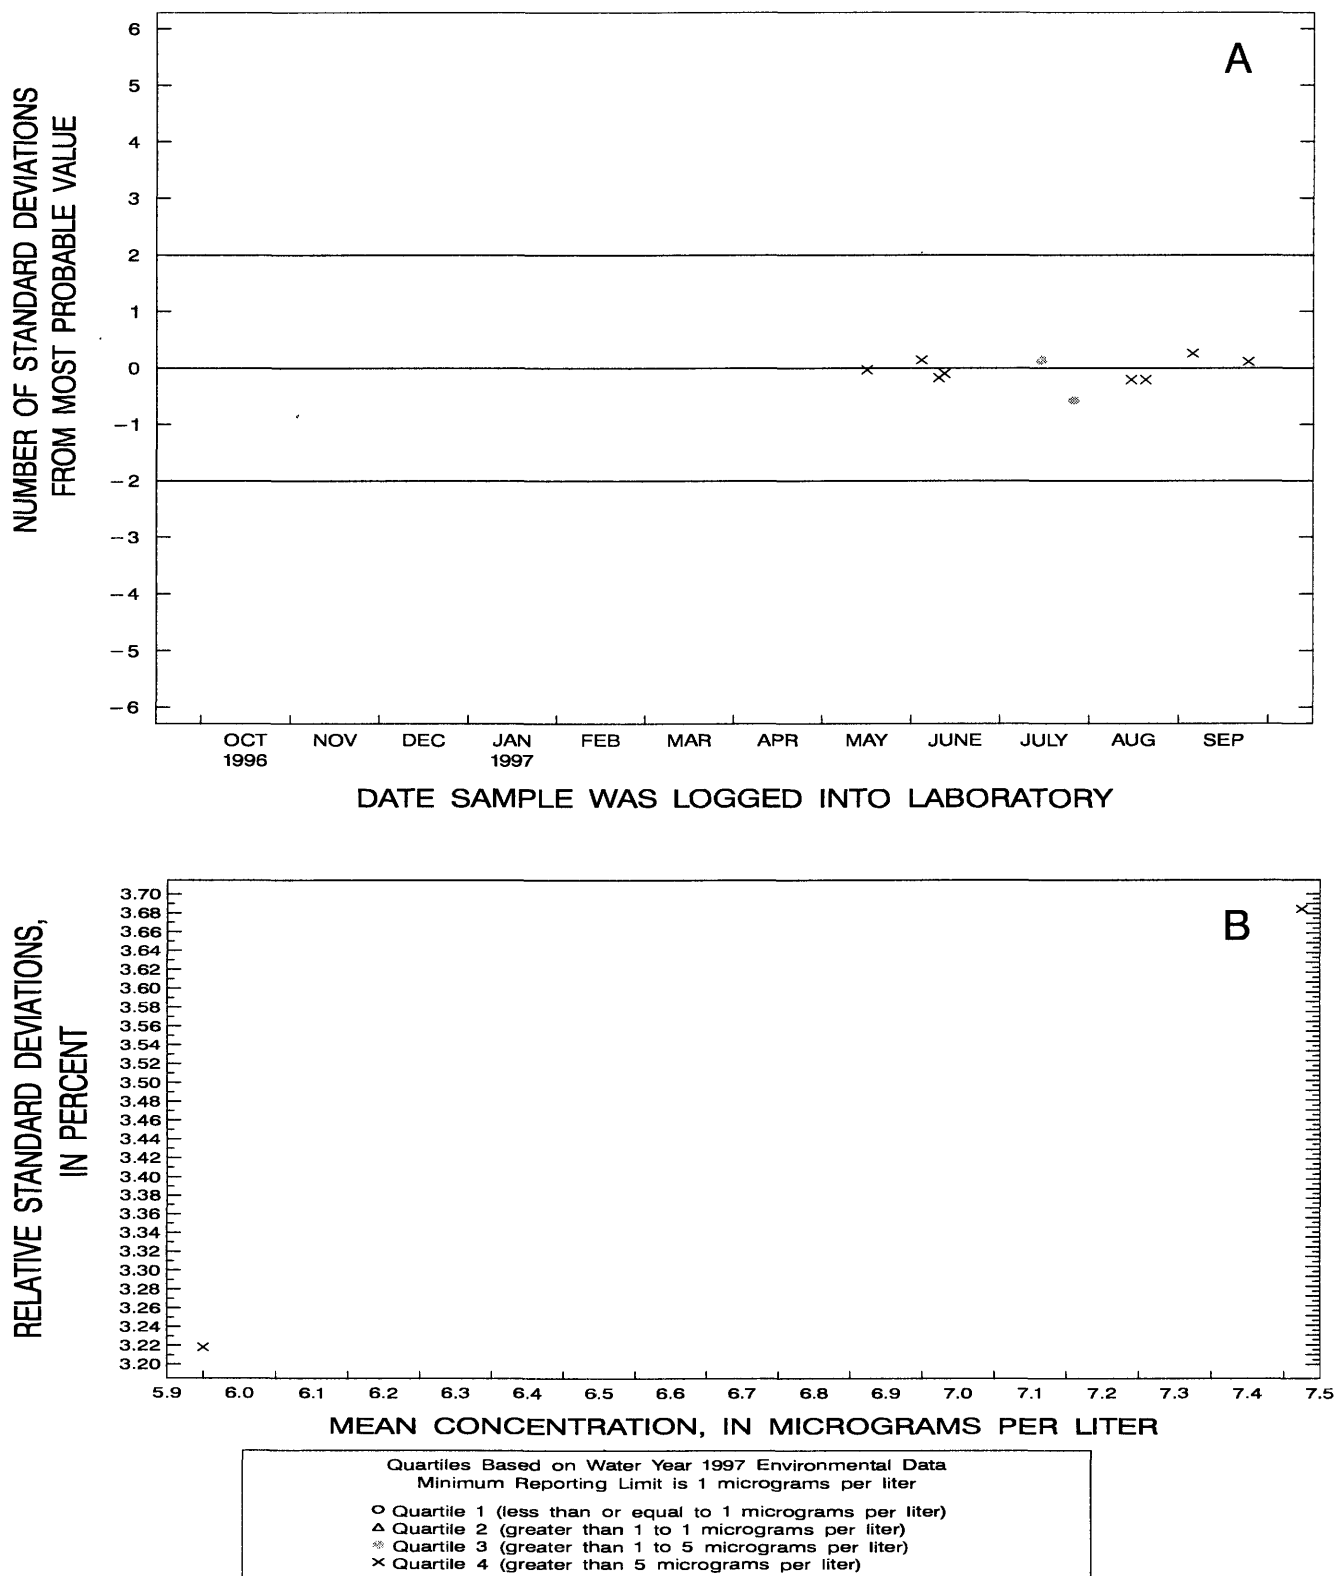 A
NUMBER OF STANDARD DEVIATIONS
FROM MOST PROBABLE VALUE
6
5
4
3
2
1
0
−1
−2
−3
−4
−5
−6
OCT NOV DEC JAN FEB MAR APR MAY JUNE JULY AUG SEP
1996 1997
DATE SAMPLE WAS LOGGED INTO LABORATORY
B
RELATIVE STANDARD DEVIATIONS,
IN PERCENT
3.70
3.68
3.66
3.64
3.62
3.60
3.58
3.56
3.54
3.52
3.50
3.48
3.46
3.44
3.42
3.40
3.38
3.36
3.34
3.32
3.30
3.28
3.26
3.24
3.22
3.20
5.9 6.0 6.1 6.2 6.3 6.4 6.5 6.6 6.7 6.8 6.9 7.0 7.1 7.2 7.3 7.4 7.5
MEAN CONCENTRATION, IN MICROGRAMS PER LITER
Quartiles Based on Water Year 1997 Environmental Data
Minimum Reporting Limit is 1 micrograms per liter
Quartile 1 (less than or equal to 1 micrograms per liter)
Quartile 2 (greater than 1 to 1 micrograms per liter)
Quartile 3 (greater than 1 to 5 micrograms per liter)
Quartile 4 (greater than 5 micrograms per liter)